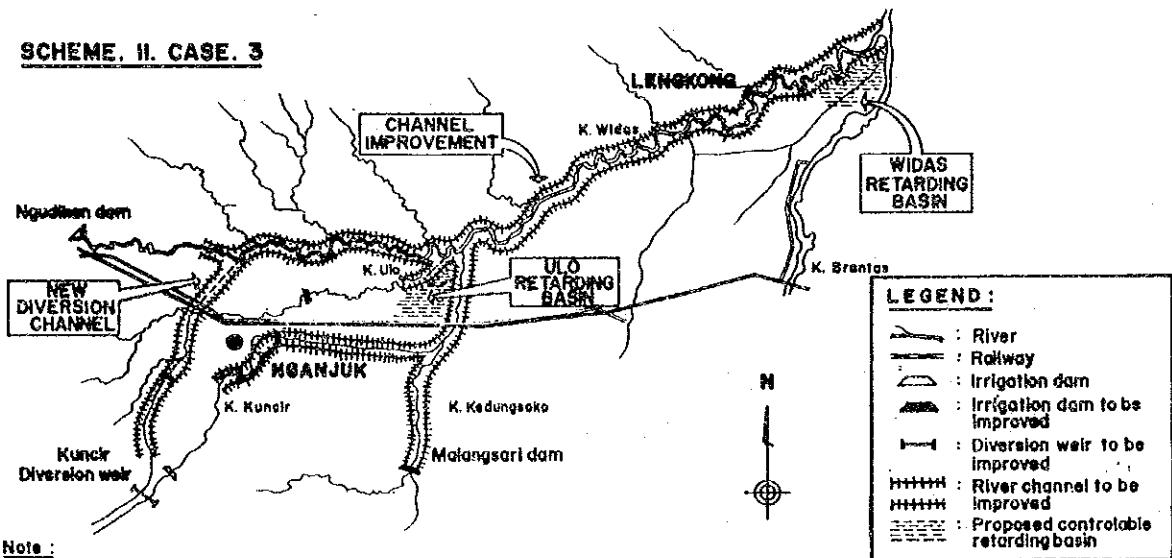 SCHEME. II. CASE. 3
LENGKONG
CHANNEL
IMPROVEMENT
K. Widas
WIDAS
RETARDING
BASIN
Ngudikan dam
K. Ulo
ULO
RETARDING
BASIN
K. Brantas
NEW
DIVERSION
CHANNEL
NGANJUK
K. Kuncir
K. Kedungsoko
Kuncir
Diversion weir
Malangsari dam
N
LEGEND :
: River
: Railway
: Irrigation dam
: Irrigation dam to be
improved
: Diversion weir to be
improved
: River channel to be
improved
: Proposed controlable
retarding basin
Note :